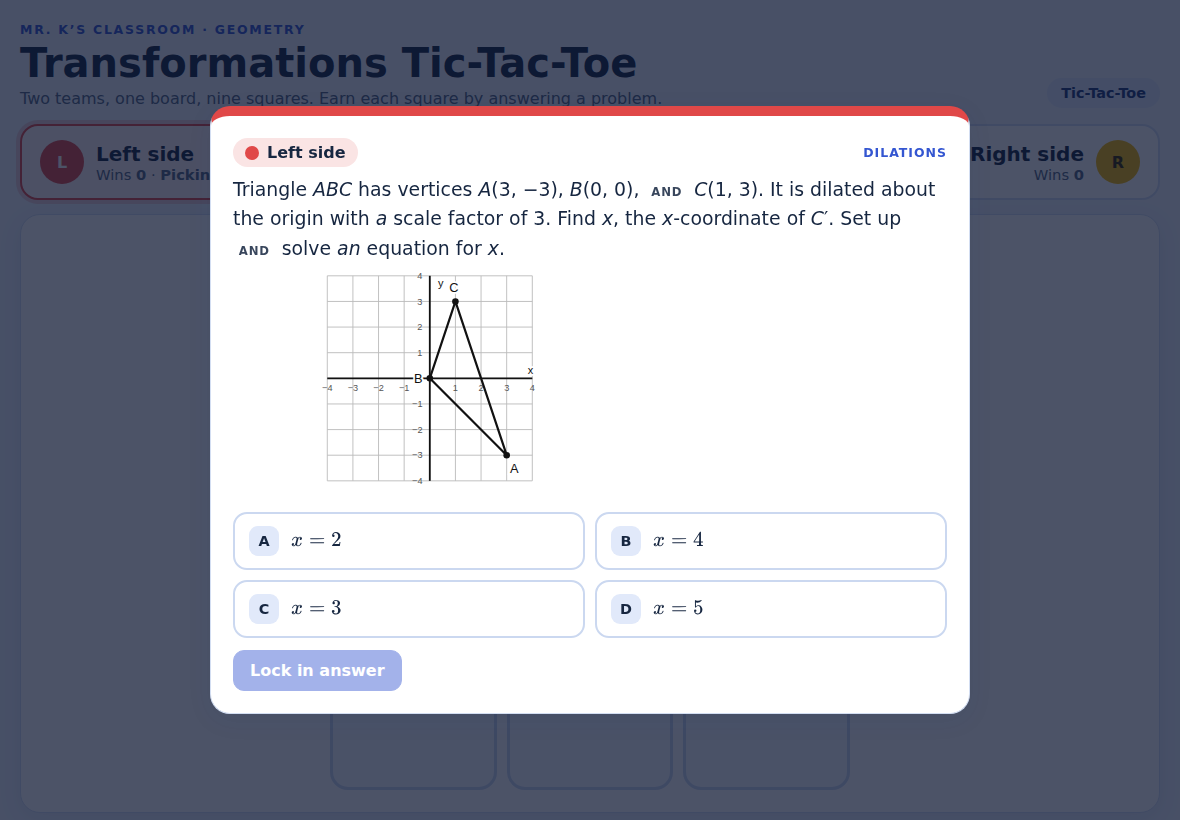 MR. K’S CLASSROOM · GEOMETRY
Transformations Tic-Tac-Toe
Two teams, one board, nine squares. Earn each square by answering a problem.
Tic-Tac-Toe
L
Left side
Wins 0 · Pickin
Right side
Wins 0
R
Left side
DILATIONS
Triangle ABC has vertices A(3, −3), B(0, 0), AND C(1, 3). It is dilated about
the origin with a scale factor of 3. Find x, the x-coordinate of C′. Set up
AND solve an equation for x.
4
y C
3
2
1
x
B
−4 −3 −2 −1 1 2 3 4
−1
−2
−3
A
−4
A x = 2
B x = 4
C x = 3
D x = 5
Lock in answer